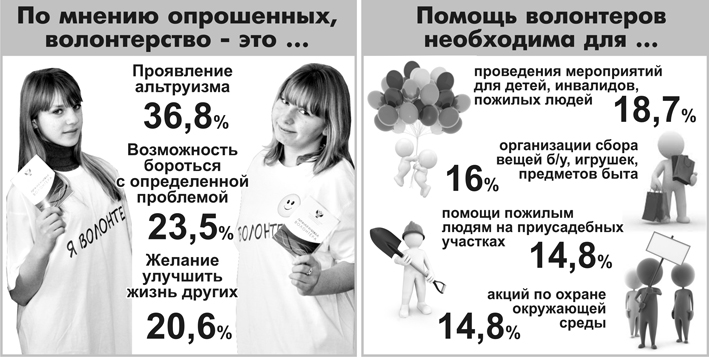 По мнению опрошенных,
волонтерство - это ...
Проявление
альтруизма
36,8%
Возможность
бороться
с определенной
проблемой
23,5%
Желание
улучшить
жизнь других
20,6%
Я ВОЛОНТЕ
ВОЛОНТЕ
Помощь волонтеров
необходима для ...
проведения мероприятий
для детей, инвалидов,
пожилых людей
18,7%
организации сбора
вещей б/у, игрушек,
предметов быта
16%
помощи пожилым
людям на приусадебных
участках
14,8%
акций по охране
окружающей
среды
14,8%